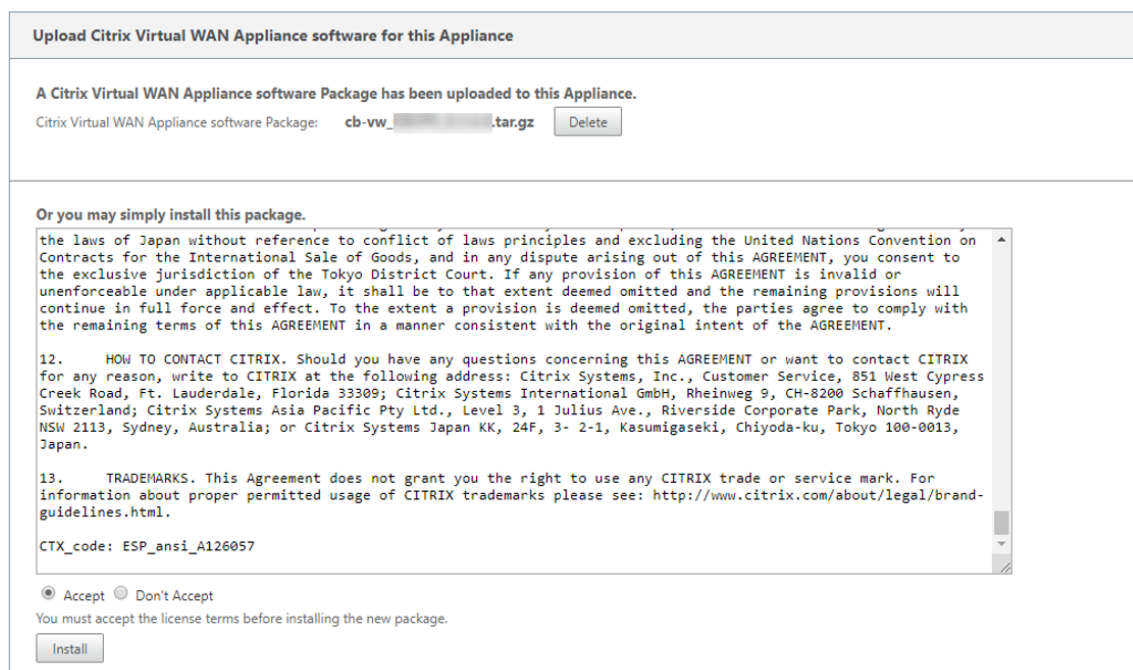 Upload Citrix Virtual WAN Appliance software for this Appliance
A Citrix Virtual WAN Appliance software Package has been uploaded to this Appliance.
Citrix Virtual WAN Appliance software Package: cb-vw_ .tar.gz Delete
Or you may simply install this package.
the laws of Japan without reference to conflict of laws principles and excluding the United Nations Convention on
Contracts for the International Sale of Goods, and in any dispute arising out of this AGREEMENT, you consent to
the exclusive jurisdiction of the Tokyo District Court. If any provision of this AGREEMENT is invalid or
unenforceable under applicable law, it shall be to that extent deemed omitted and the remaining provisions will
continue in full force and effect. To the extent a provision is deemed omitted, the parties agree to comply with
the remaining terms of this AGREEMENT in a manner consistent with the original intent of the AGREEMENT.
12. HOW TO CONTACT CITRIX. Should you have any questions concerning this AGREEMENT or want to contact CITRIX
for any reason, write to CITRIX at the following address: Citrix Systems, Inc., Customer Service, 851 West Cypress
Creek Road, Ft. Lauderdale, Florida 33309; Citrix Systems International GmbH, Rheinweg 9, CH-8200 Schaffhausen,
Switzerland; Citrix Systems Asia Pacific Pty Ltd., Level 3, 1 Julius Ave., Riverside Corporate Park, North Ryde
NSW 2113, Sydney, Australia; or Citrix Systems Japan KK, 24F, 3- 2-1, Kasumigaseki, Chiyoda-ku, Tokyo 100-0013,
Japan.
13. TRADEMARKS. This Agreement does not grant you the right to use any CITRIX trade or service mark. For
information about proper permitted usage of CITRIX trademarks please see: http://www.citrix.com/about/legal/brand-
guidelines.html.
CTX_code: ESP_ansi_A126057
Accept Don't Accept
You must accept the license terms before installing the new package.
Install